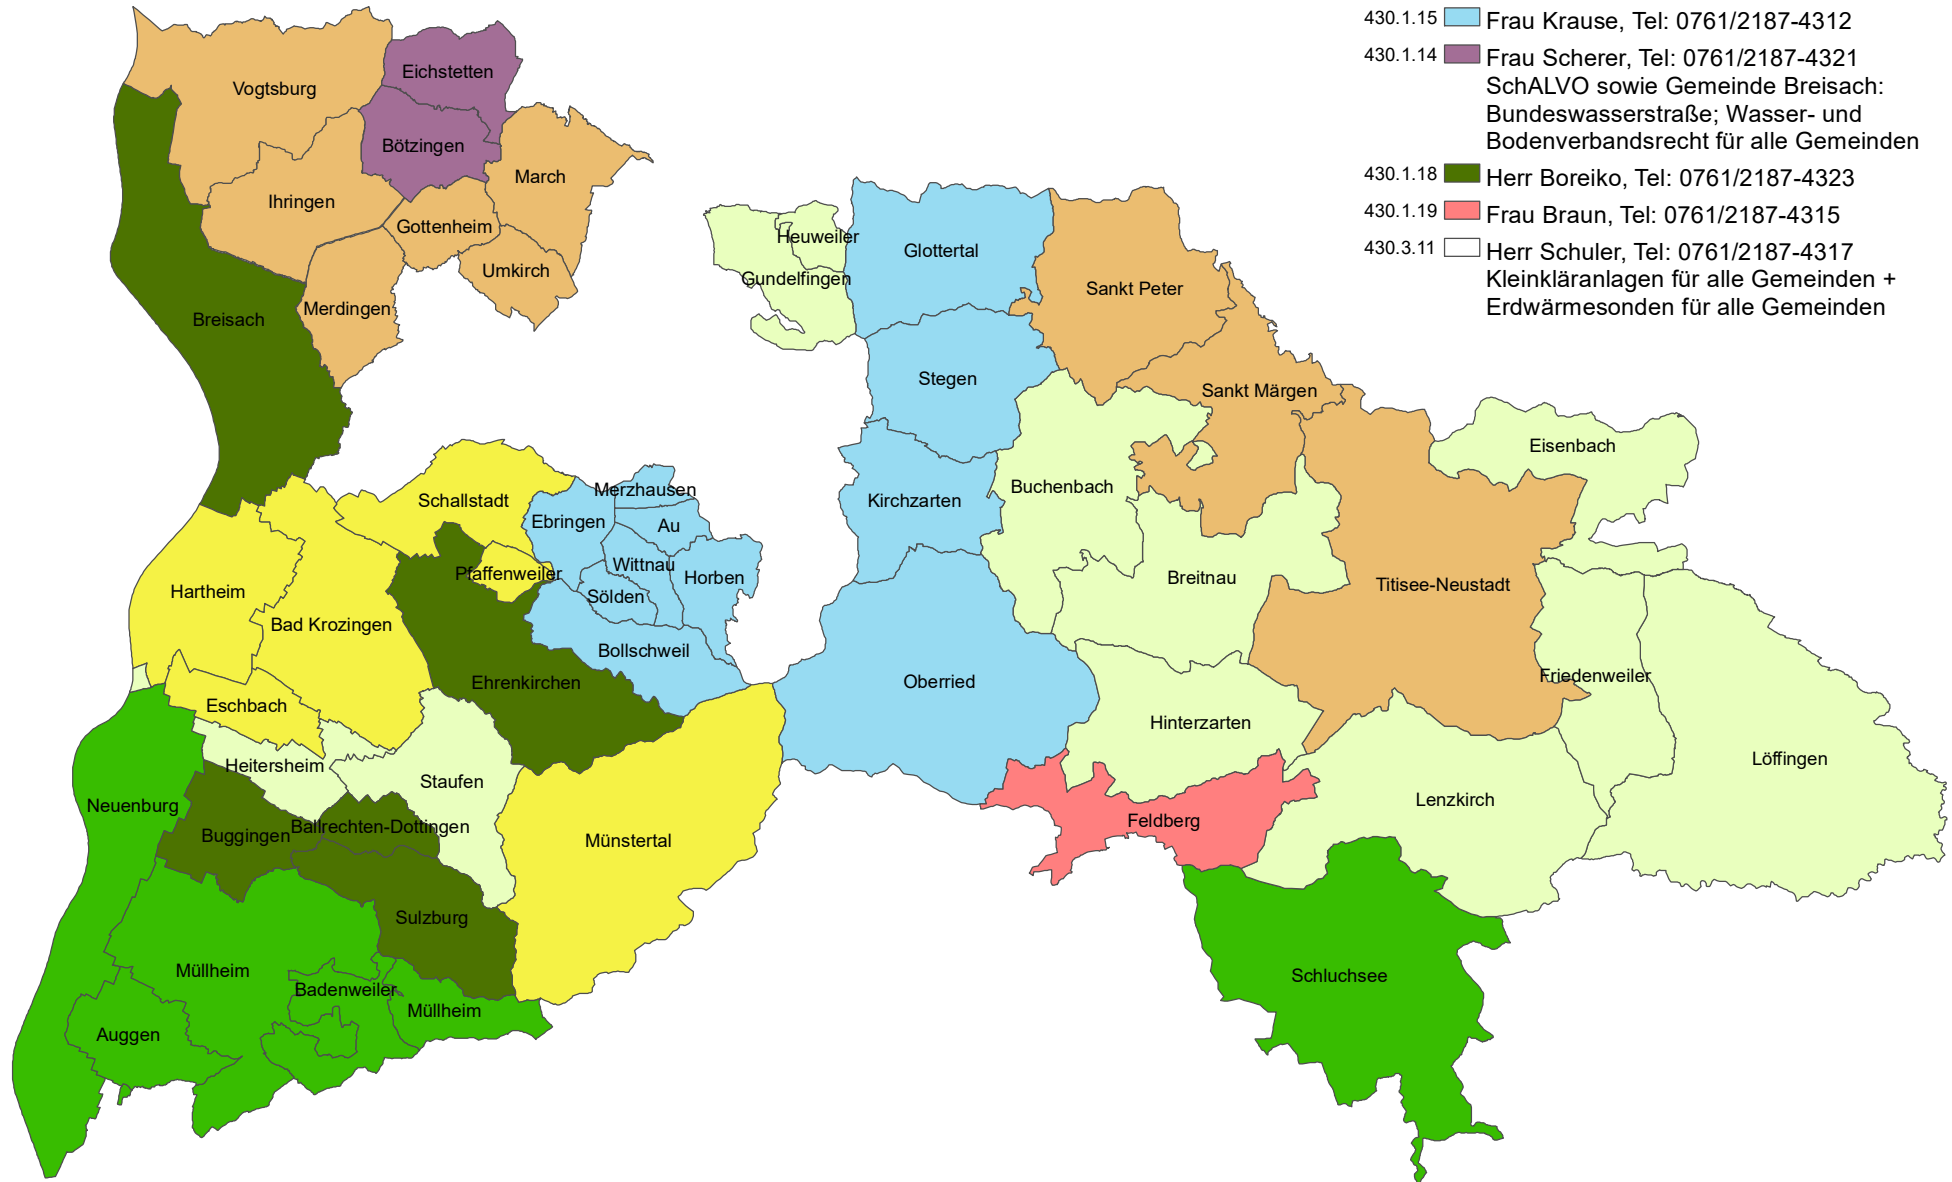 430.1.15 Frau Krause, Tel: 0761/2187-4312
430.1.14 Frau Scherer, Tel: 0761/2187-4321
SchALVO sowie Gemeinde Breisach:
Bundeswasserstraße; Wasser- und
Bodenverbandsrecht für alle Gemeinden
430.1.18 Herr Boreiko, Tel: 0761/2187-4323
430.1.19 Frau Braun, Tel: 0761/2187-4315
430.3.11 Herr Schuler, Tel: 0761/2187-4317
Kleinkläranlagen für alle Gemeinden +
Erdwärmesonden für alle Gemeinden
Eichstetten
Vogtsburg
Bötzingen
March
Ihringen
Gottenheim
Umkirch
Merdingen
Breisach
Heuweiler
Gundelfingen
Glottertal
Sankt Peter
Stegen
Sankt Märgen
Eisenbach
Buchenbach
Kirchzarten
Schallstadt
Merzhausen
Ebringen
Au
Wittnau
Horben
Pfaffenweiler
Sölden
Hartheim
Bad Krozingen
Bollschweil
Breitnau
Titisee-Neustadt
Ehrenkirchen
Oberried
Friedenweiler
Eschbach
Hinterzarten
Heitersheim
Staufen
Löffingen
Neuenburg
Lenzkirch
Buggingen
Ballrechten-Dottingen
Münstertal
Feldberg
Sulzburg
Müllheim
Badenweiler
Müllheim
Schluchsee
Auggen